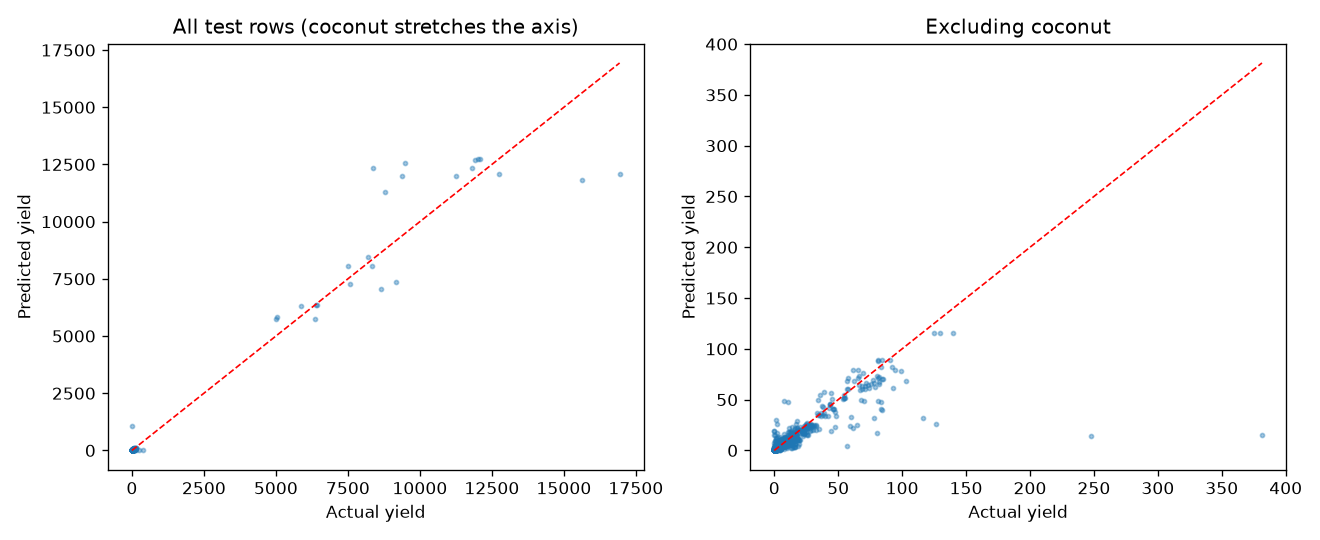 All test rows (coconut stretches the axis)
17500
15000
12500
10000
7500
5000
2500
0
Predicted yield
0 2500 5000 7500 10000 12500 15000 17500
Actual yield
Excluding coconut
400
350
300
250
200
150
100
50
0
Predicted yield
0 50 100 150 200 250 300 350 400
Actual yield